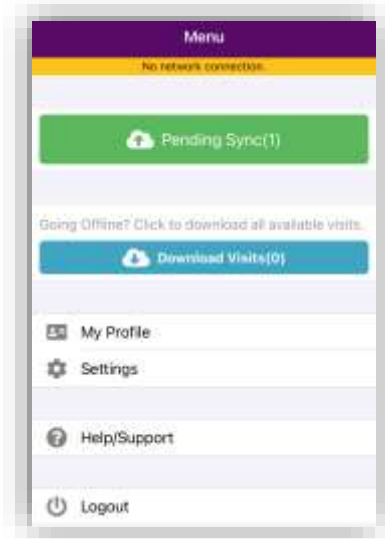 Menu
No network connection.
Pending Sync(1)
Going Offline? Click to download all available visits.
Download Visits(0)
My Profile
Settings
Help/Support
Logout